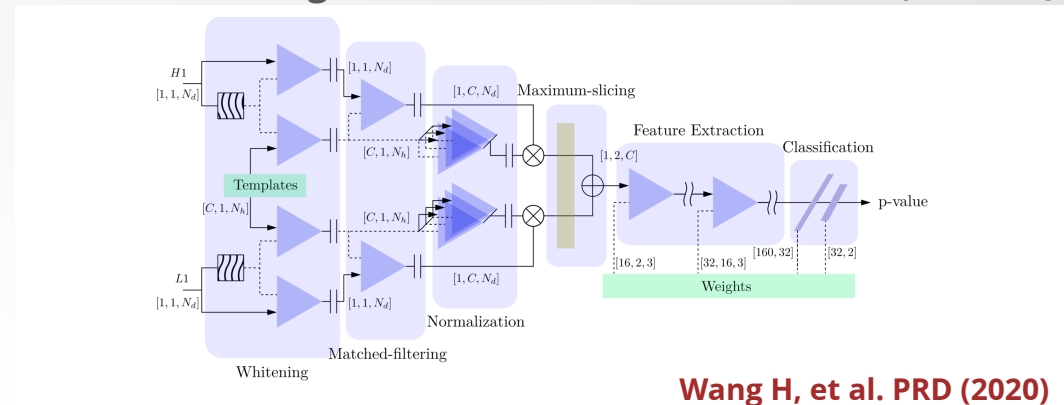 H1
[1, 1, N_d]
[1, 1, N_d]
[1, C, N_d]
Maximum-slicing
Feature Extraction
Classification
[C, 1, N_h]
[1, 2, C]
Templates
[C, 1, N_h]
[C, 1, N_h]
p-value
L1
[1, 1, N_d]
[1, 1, N_d]
[1, C, N_d]
[16, 2, 3]
[32, 16, 3]
[160, 32]
[32, 2]
Weights
Normalization
Matched-filtering
Whitening
Wang H, et al. PRD (2020)